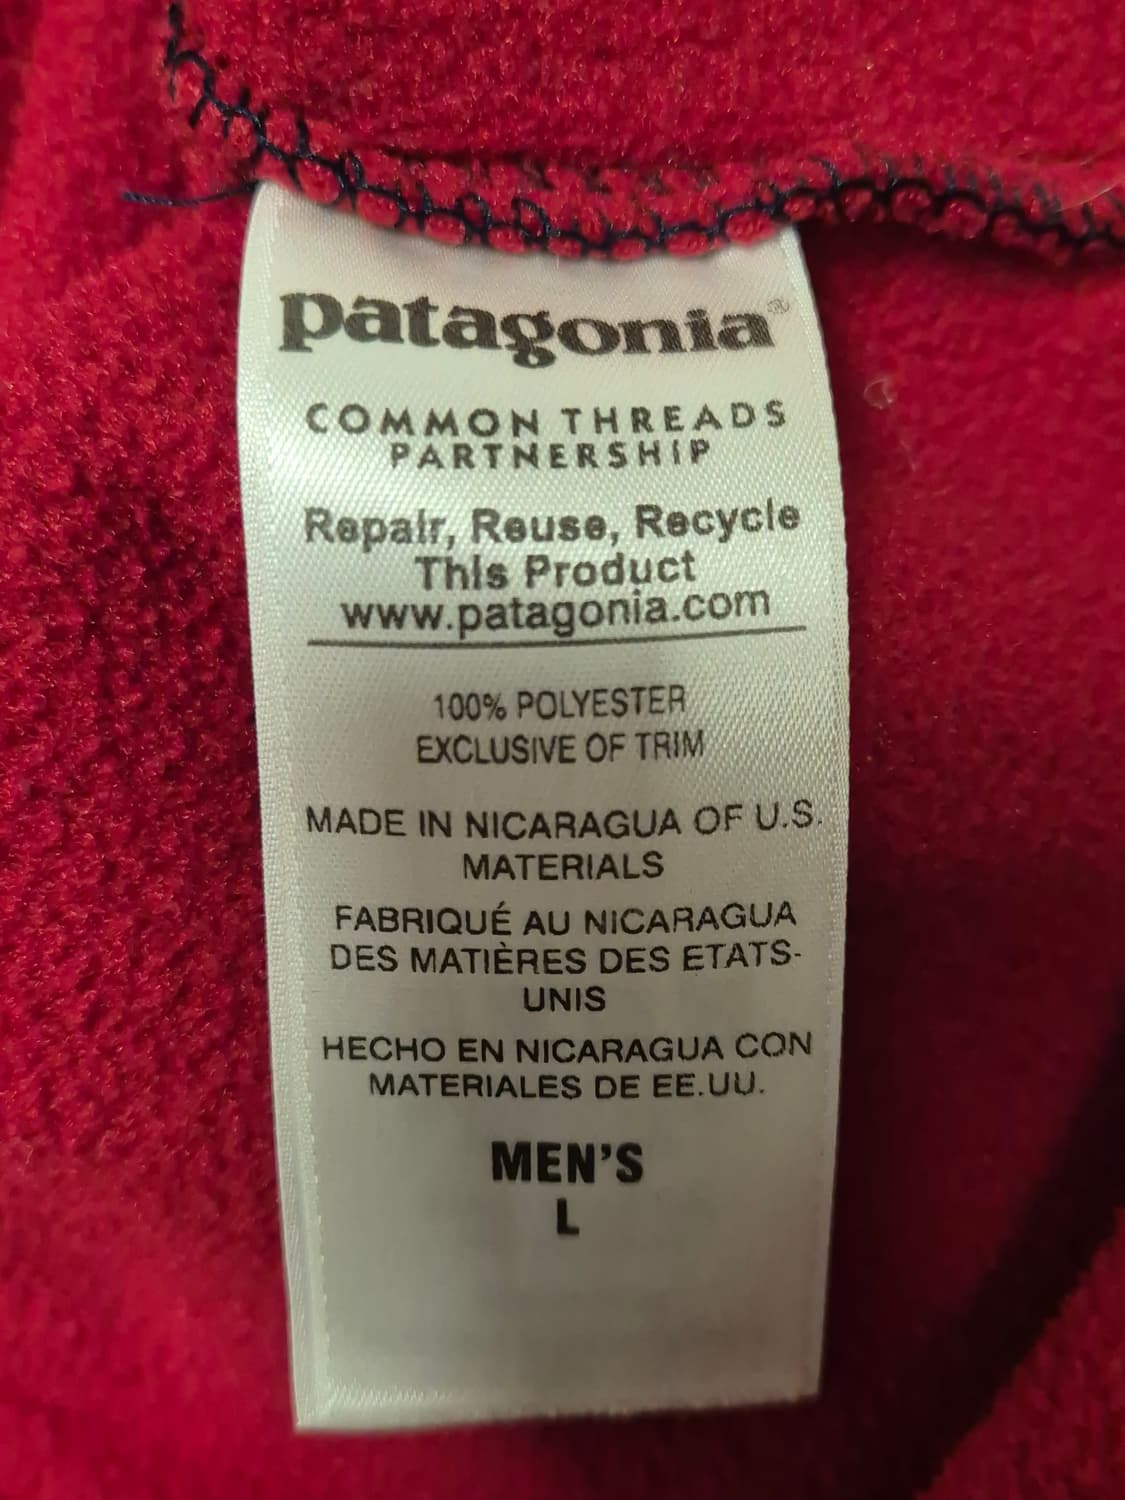 patagonia®
COMMON THREADS
PARTNERSHIP
Repair, Reuse, Recycle
This Product
www.patagonia.com
100% POLYESTER
EXCLUSIVE OF TRIM
MADE IN NICARAGUA OF U.S.
MATERIALS
FABRIQUÉ AU NICARAGUA
DES MATIÈRES DES ETATS-
UNIS
HECHO EN NICARAGUA CON
MATERIALES DE EE.UU.
MEN'S
L